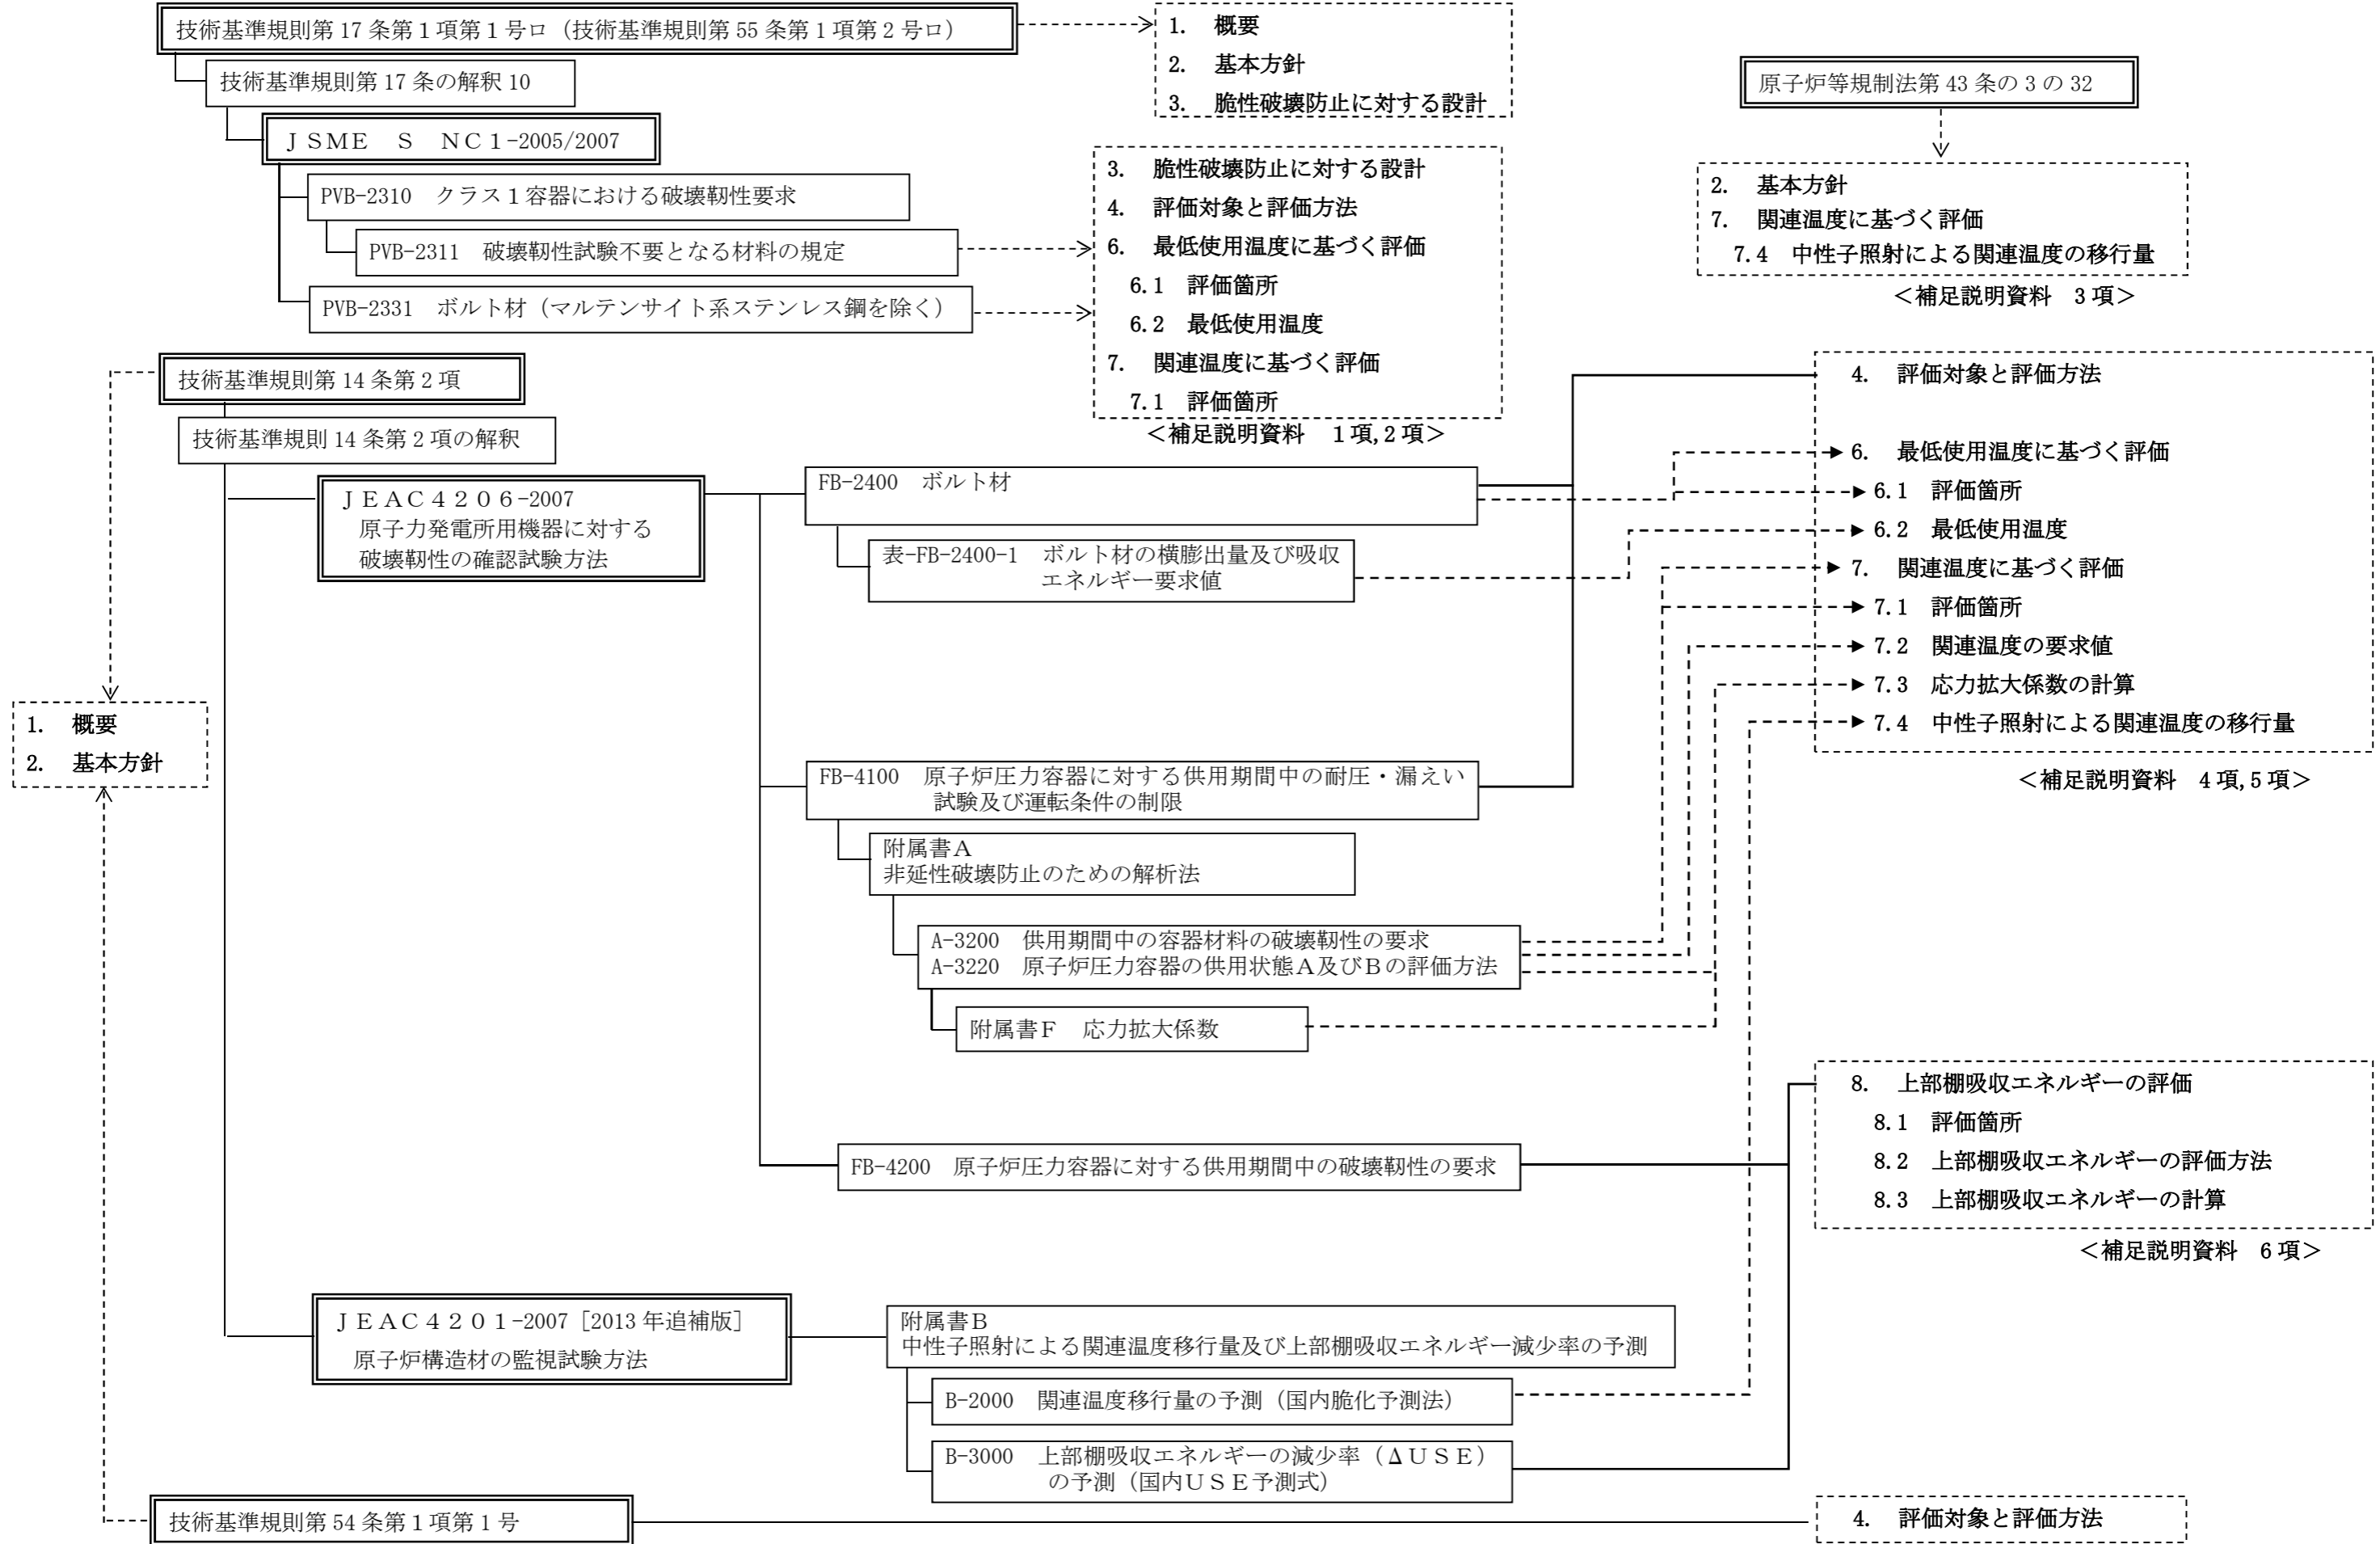 技術基準規則第 17 条第１項第１号ロ（技術基準規則第 55 条第１項第２号ロ）
技術基準規則第 17 条の解釈 10
ＪＳＭＥ　Ｓ　ＮＣ１-2005/2007
PVB-2310　クラス１容器における破壊靭性要求
PVB-2311　破壊靭性試験不要となる材料の規定
PVB-2331　ボルト材（マルテンサイト系ステンレス鋼を除く）
1.　概要
2.　基本方針
3.　脆性破壊防止に対する設計
3.　脆性破壊防止に対する設計
4.　評価対象と評価方法
6.　最低使用温度に基づく評価
6.1　評価箇所
6.2　最低使用温度
7.　関連温度に基づく評価
7.1　評価箇所
＜補足説明資料　１項,２項＞
原子炉等規制法第 43 条の 3 の 32
2.　基本方針
7.　関連温度に基づく評価
7.4　中性子照射による関連温度の移行量
＜補足説明資料　３項＞
技術基準規則第 14 条第２項
技術基準規則 14 条第２項の解釈
ＪＥＡＣ４２０６-2007
原子力発電所用機器に対する
破壊靭性の確認試験方法
FB-2400　ボルト材
表-FB-2400-1　ボルト材の横膨出量及び吸収
エネルギー要求値
4.　評価対象と評価方法
6.　最低使用温度に基づく評価
6.1　評価箇所
6.2　最低使用温度
7.　関連温度に基づく評価
7.1　評価箇所
7.2　関連温度の要求値
7.3　応力拡大係数の計算
7.4　中性子照射による関連温度の移行量
＜補足説明資料　４項,５項＞
1.　概要
2.　基本方針
FB-4100　原子炉圧力容器に対する供用期間中の耐圧・漏えい
試験及び運転条件の制限
附属書Ａ
非延性破壊防止のための解析法
A-3200　供用期間中の容器材料の破壊靭性の要求
A-3220　原子炉圧力容器の供用状態Ａ及びＢの評価方法
附属書Ｆ　応力拡大係数
FB-4200　原子炉圧力容器に対する供用期間中の破壊靭性の要求
8.　上部棚吸収エネルギーの評価
8.1　評価箇所
8.2　上部棚吸収エネルギーの評価方法
8.3　上部棚吸収エネルギーの計算
＜補足説明資料　６項＞
ＪＥＡＣ４２０１-2007［2013 年追補版］
原子炉構造材の監視試験方法
附属書Ｂ
中性子照射による関連温度移行量及び上部棚吸収エネルギー減少率の予測
B-2000　関連温度移行量の予測（国内脆化予測法）
B-3000　上部棚吸収エネルギーの減少率（ΔＵＳＥ）
の予測（国内ＵＳＥ予測式）
技術基準規則第 54 条第１項第１号
4.　評価対象と評価方法